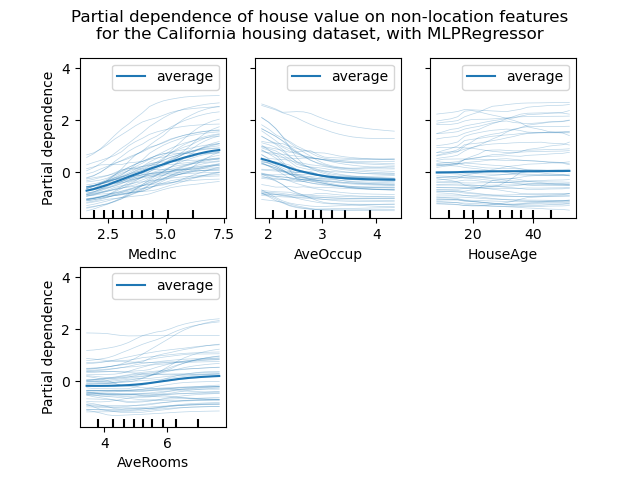 Partial dependence of house value on non-location features
for the California housing dataset, with MLPRegressor
4
2
0
Partial dependence
average
2.5
5.0
7.5
MedInc
average
2
3
4
AveOccup
average
20
40
HouseAge
4
2
0
Partial dependence
average
4
6
AveRooms